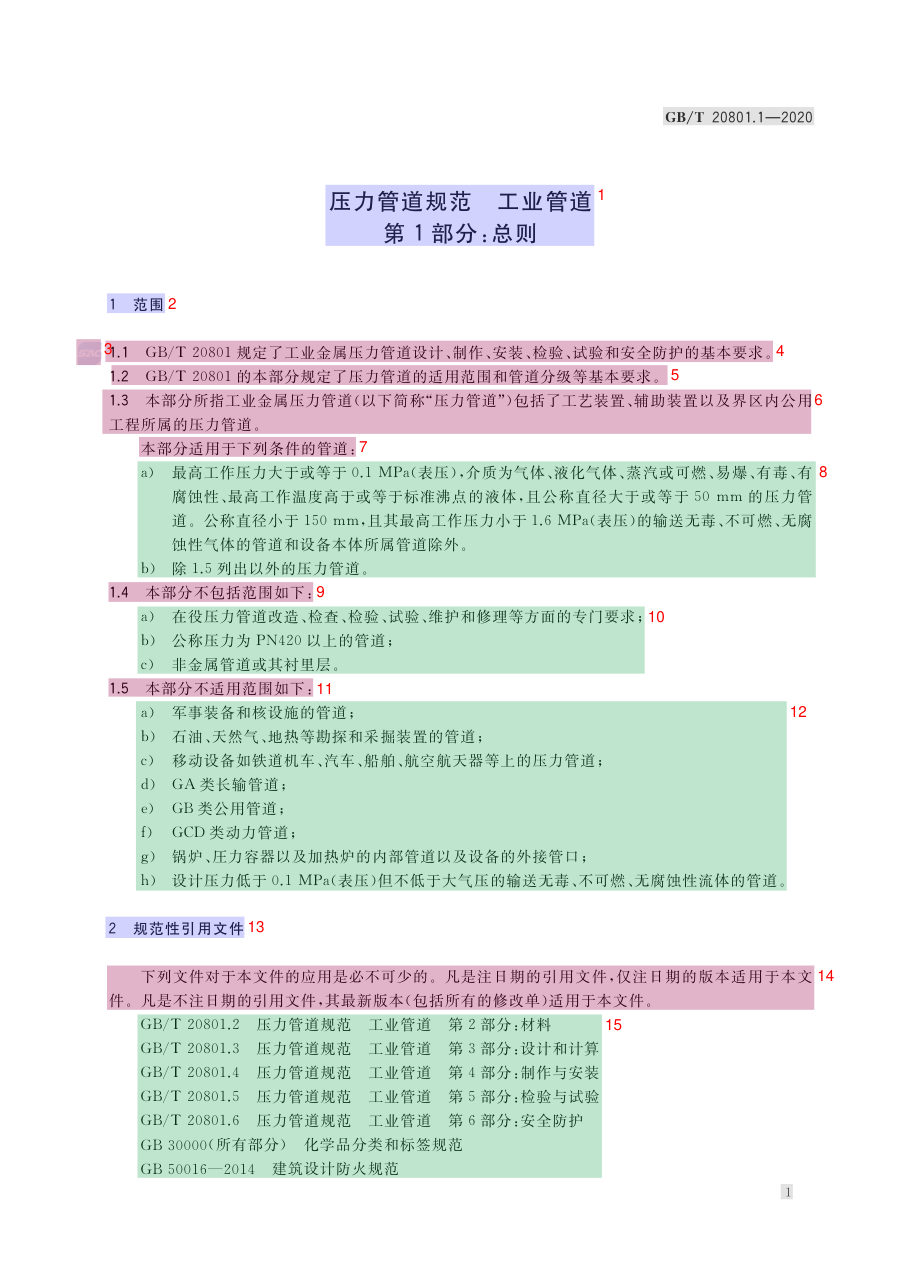 GB/T 20801.1—2020
压力管道规范　工业管道 1
第 1 部分:总则
1　范围 2
SAC 3
1.1　GB/T 20801 规定了工业金属压力管道设计、制作、安装、检验、试验和安全防护的基本要求。 4
1.2　GB/T 20801 的本部分规定了压力管道的适用范围和管道分级等基本要求。 5
1.3　本部分所指工业金属压力管道(以下简称“压力管道”)包括了工艺装置、辅助装置以及界区内公用 6
工程所属的压力管道。
本部分适用于下列条件的管道: 7
a)　最高工作压力大于或等于 0.1 MPa(表压),介质为气体、液化气体、蒸汽或可燃、易爆、有毒、有 8
腐蚀性、最高工作温度高于或等于标准沸点的液体,且公称直径大于或等于 50 mm 的压力管
道。公称直径小于 150 mm,且其最高工作压力小于 1.6 MPa(表压)的输送无毒、不可燃、无腐
蚀性气体的管道和设备本体所属管道除外。
b)　除 1.5 列出以外的压力管道。
1.4　本部分不包括范围如下: 9
a)　在役压力管道改造、检查、检验、试验、维护和修理等方面的专门要求; 10
b)　公称压力为 PN420 以上的管道;
c)　非金属管道或其衬里层。
1.5　本部分不适用范围如下: 11
a)　军事装备和核设施的管道; 12
b)　石油、天然气、地热等勘探和采掘装置的管道;
c)　移动设备如铁道机车、汽车、船舶、航空航天器等上的压力管道;
d)　GA 类长输管道;
e)　GB 类公用管道;
f)　GCD 类动力管道;
g)　锅炉、压力容器以及加热炉的内部管道以及设备的外接管口;
h)　设计压力低于 0.1 MPa(表压)但不低于大气压的输送无毒、不可燃、无腐蚀性流体的管道。
2　规范性引用文件 13
下列文件对于本文件的应用是必不可少的。凡是注日期的引用文件,仅注日期的版本适用于本文 14
件。凡是不注日期的引用文件,其最新版本(包括所有的修改单)适用于本文件。
GB/T 20801.2　压力管道规范　工业管道　第 2 部分:材料 15
GB/T 20801.3　压力管道规范　工业管道　第 3 部分:设计和计算
GB/T 20801.4　压力管道规范　工业管道　第 4 部分:制作与安装
GB/T 20801.5　压力管道规范　工业管道　第 5 部分:检验与试验
GB/T 20801.6　压力管道规范　工业管道　第 6 部分:安全防护
GB 30000(所有部分)　化学品分类和标签规范
GB 50016—2014　建筑设计防火规范
1